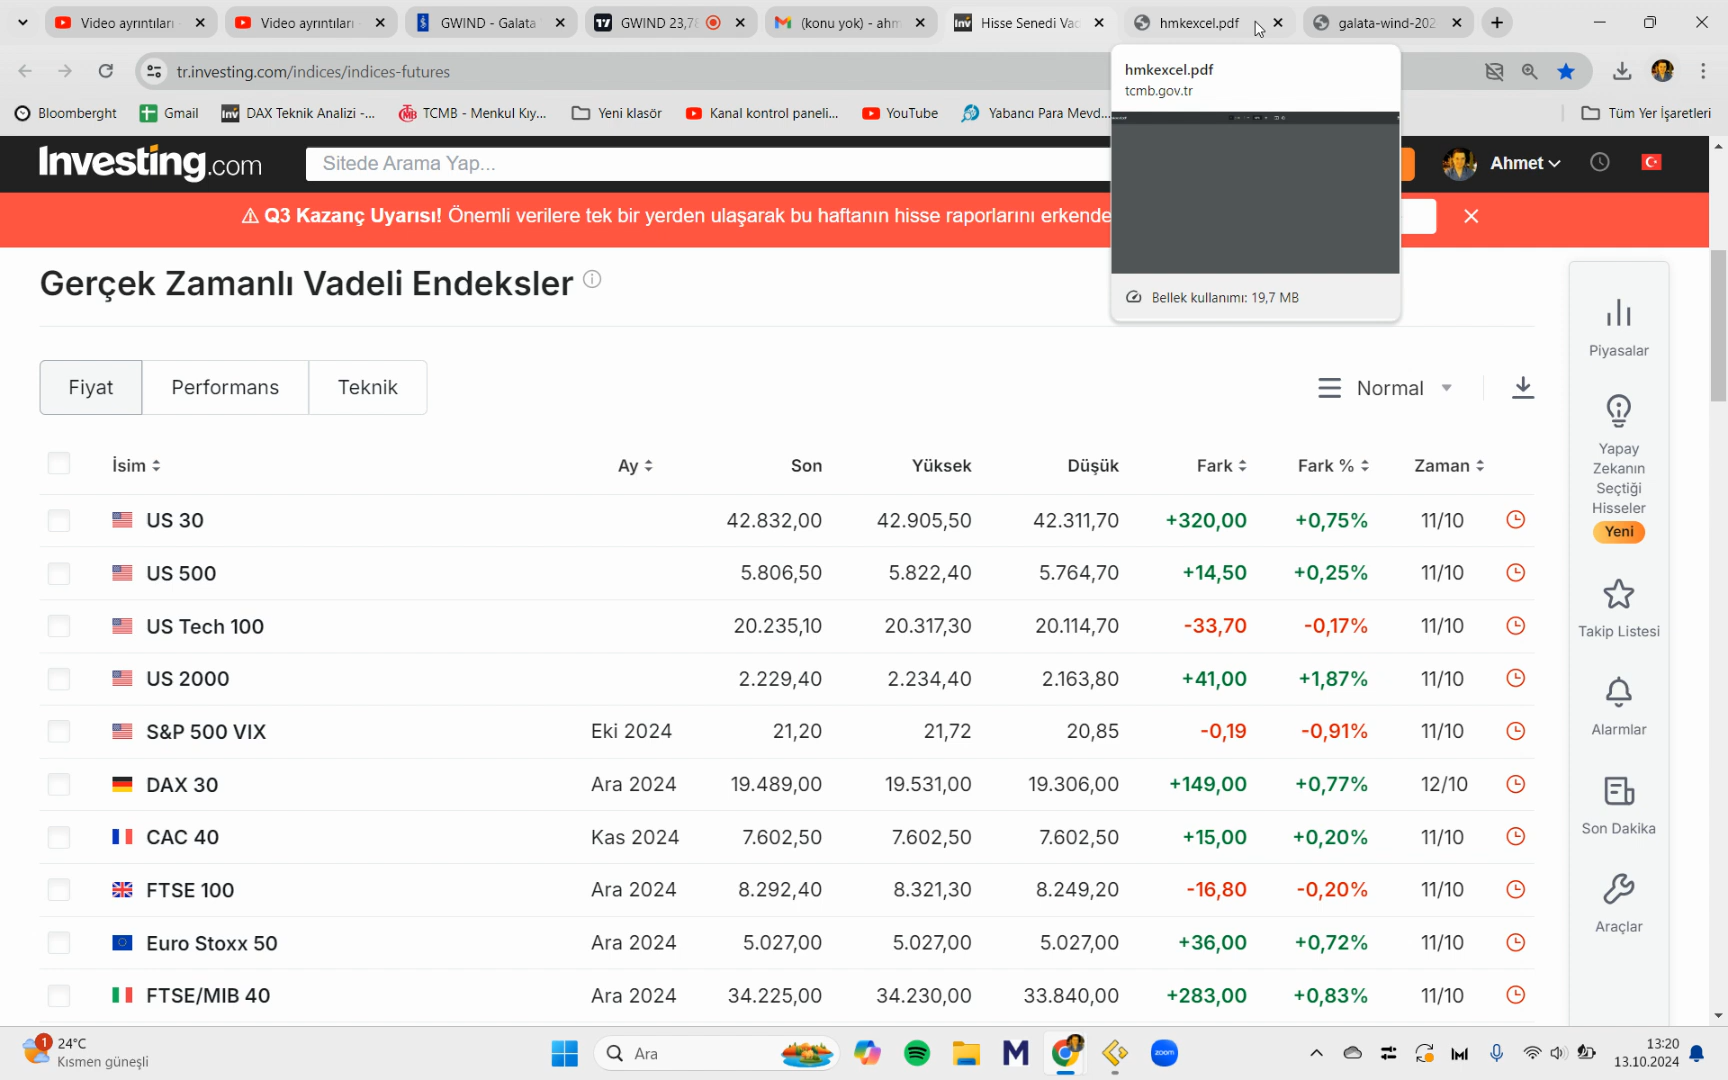 Video ayrıntıları
Video ayrıntıları
GWIND - Galata
GWIND 23,78
(konu yok) - ahm
Hisse Senedi Vad
hmkexcel.pdf
galata-wind-202
tr.investing.com/indices/indices-futures
hmkexcel.pdf
tcmb.gov.tr
Bellek kullanımı: 19,7 MB
Bloomberght
Gmail
DAX Teknik Analizi -...
TCMB - Menkul Kıy...
Yeni klasör
Kanal kontrol paneli...
YouTube
Yabancı Para Mevd...
Tüm Yer İşaretleri
Investing.com
Sitede Arama Yap...
Ahmet
Q3 Kazanç Uyarısı! Önemli verilere tek bir yerden ulaşarak bu haftanın hisse raporlarını erkende
Gerçek Zamanlı Vadeli Endeksler
Fiyat Performans Teknik
Normal
İsim Ay Son Yüksek Düşük Fark Fark % Zaman
US 30 42.832,00 42.905,50 42.311,70 +320,00 +0,75% 11/10
US 500 5.806,50 5.822,40 5.764,70 +14,50 +0,25% 11/10
US Tech 100 20.235,10 20.317,30 20.114,70 -33,70 -0,17% 11/10
US 2000 2.229,40 2.234,40 2.163,80 +41,00 +1,87% 11/10
S&P 500 VIX Eki 2024 21,20 21,72 20,85 -0,19 -0,91% 11/10
DAX 30 Ara 2024 19.489,00 19.531,00 19.306,00 +149,00 +0,77% 12/10
CAC 40 Kas 2024 7.602,50 7.602,50 7.602,50 +15,00 +0,20% 11/10
FTSE 100 Ara 2024 8.292,40 8.321,30 8.249,20 -16,80 -0,20% 11/10
Euro Stoxx 50 Ara 2024 5.027,00 5.027,00 5.027,00 +36,00 +0,72% 11/10
FTSE/MIB 40 Ara 2024 34.225,00 34.230,00 33.840,00 +283,00 +0,83% 11/10
Piyasalar
Yapay
Zekanın
Seçtiği
Hisseler
Yeni
Takip Listesi
Alarmlar
Son Dakika
Araçlar
1
24°C
Kısmen güneşli
Ara
zoom
13:20
13.10.2024